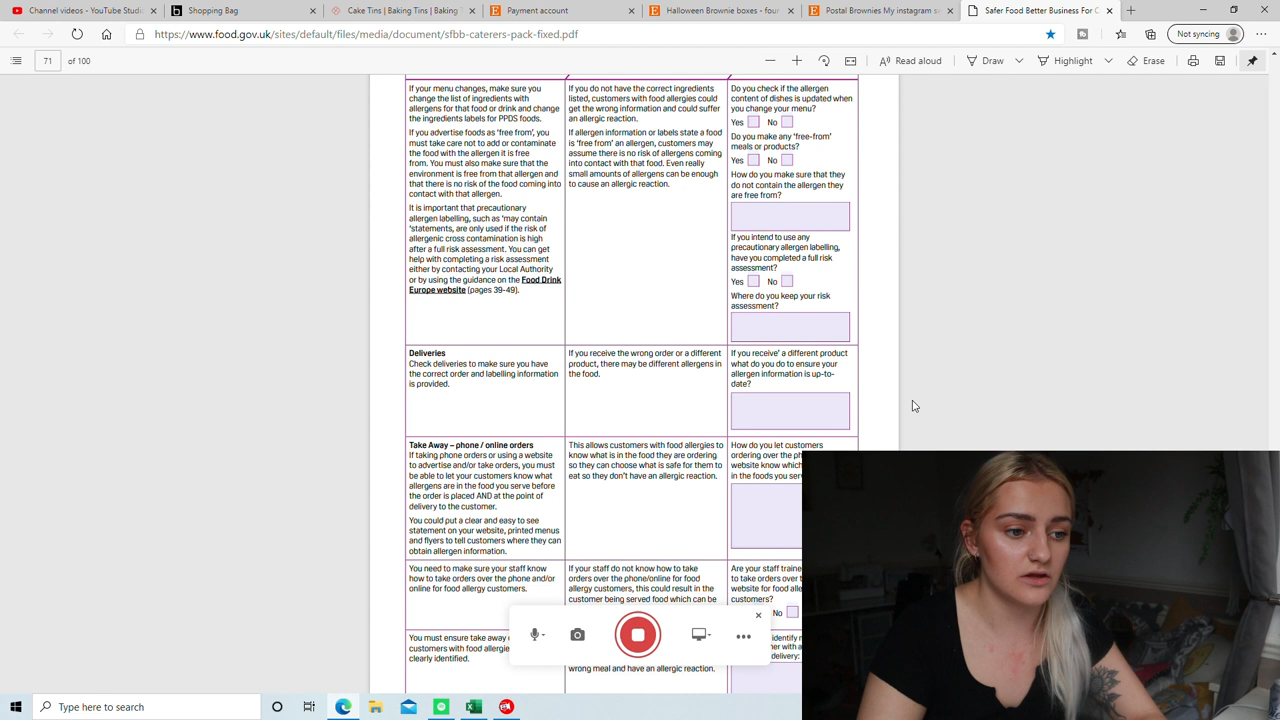 Channel videos - YouTube Studi
Shopping Bag
Cake Tins | Baking Tins | Baking T
Payment account
Halloween Brownie boxes - four
Postal Brownies My instagram s
Safer Food Better Business For C
https://www.food.gov.uk/sites/default/files/media/document/sfbb-caterers-pack-fixed.pdf
Not syncing
71 of 100
Read aloud
Draw
Highlight
Erase
If your menu changes, make sure you
change the list of ingredients with
allergens for that food or drink and change
the ingredients labels for PPDS foods.
If you advertise foods as 'free from', you
must take care not to add or contaminate
the food with the allergen it is free
from. You must also make sure that the
environment is free from that allergen and
that there is no risk of the food coming into
contact with that allergen.
It is important that precautionary
allergen labelling, such as 'may contain
'statements, are only used if the risk of
allergenic cross contamination is high
after a full risk assessment. You can get
help with completing a risk assessment
either by contacting your Local Authority
or by using the guidance on the Food Drink
Europe website (pages 39-49).
If you do not have the correct ingredients
listed, customers with food allergies could
get the wrong information and could suffer
an allergic reaction.
If allergen information or labels state a food
is 'free from' an allergen, customers may
assume there is no risk of allergens coming
into contact with that food. Even really
small amounts of allergens can be enough
to cause an allergic reaction.
Do you check if the allergen
content of dishes is updated when
you change your menu?
Yes No
Do you make any 'free-from'
meals or products?
Yes No
How do you make sure that they
do not contain the allergen they
are free from?
If you intend to use any
precautionary allergen labelling,
have you completed a full risk
assessment?
Yes No
Where do you keep your risk
assessment?
Deliveries
Check deliveries to make sure you have
the correct order and labelling information
is provided.
If you receive the wrong order or a different
product, there may be different allergens in
the food.
If you receive' a different product
what do you do to ensure your
allergen information is up-to-
date?
Take Away – phone / online orders
If taking phone orders or using a website
to advertise and/or take orders, you must
be able to let your customers know what
allergens are in the food you serve before
the order is placed AND at the point of
delivery to the customer.
You could put a clear and easy to see
statement on your website, printed menus
and flyers to tell customers where they can
obtain allergen information.
This allows customers with food allergies to
know what is in the food they are ordering
so they can choose what is safe for them to
eat so they don't have an allergic reaction.
How do you let customers
ordering over the ph
website know which
in the foods you ser
You need to make sure your staff know
how to take orders over the phone and/or
online for food allergy customers.
If your staff do not know how to take
orders over the phone/online for food
allergy customers, this could result in the
customer being served food which can be
Are your staff traine
to take orders over t
website for food alle
customers?
No
You must ensure take away
customers with food allergie
clearly identified.
wrong meal and have an allergic reaction.
identify
her with a
delivery:
Type here to search